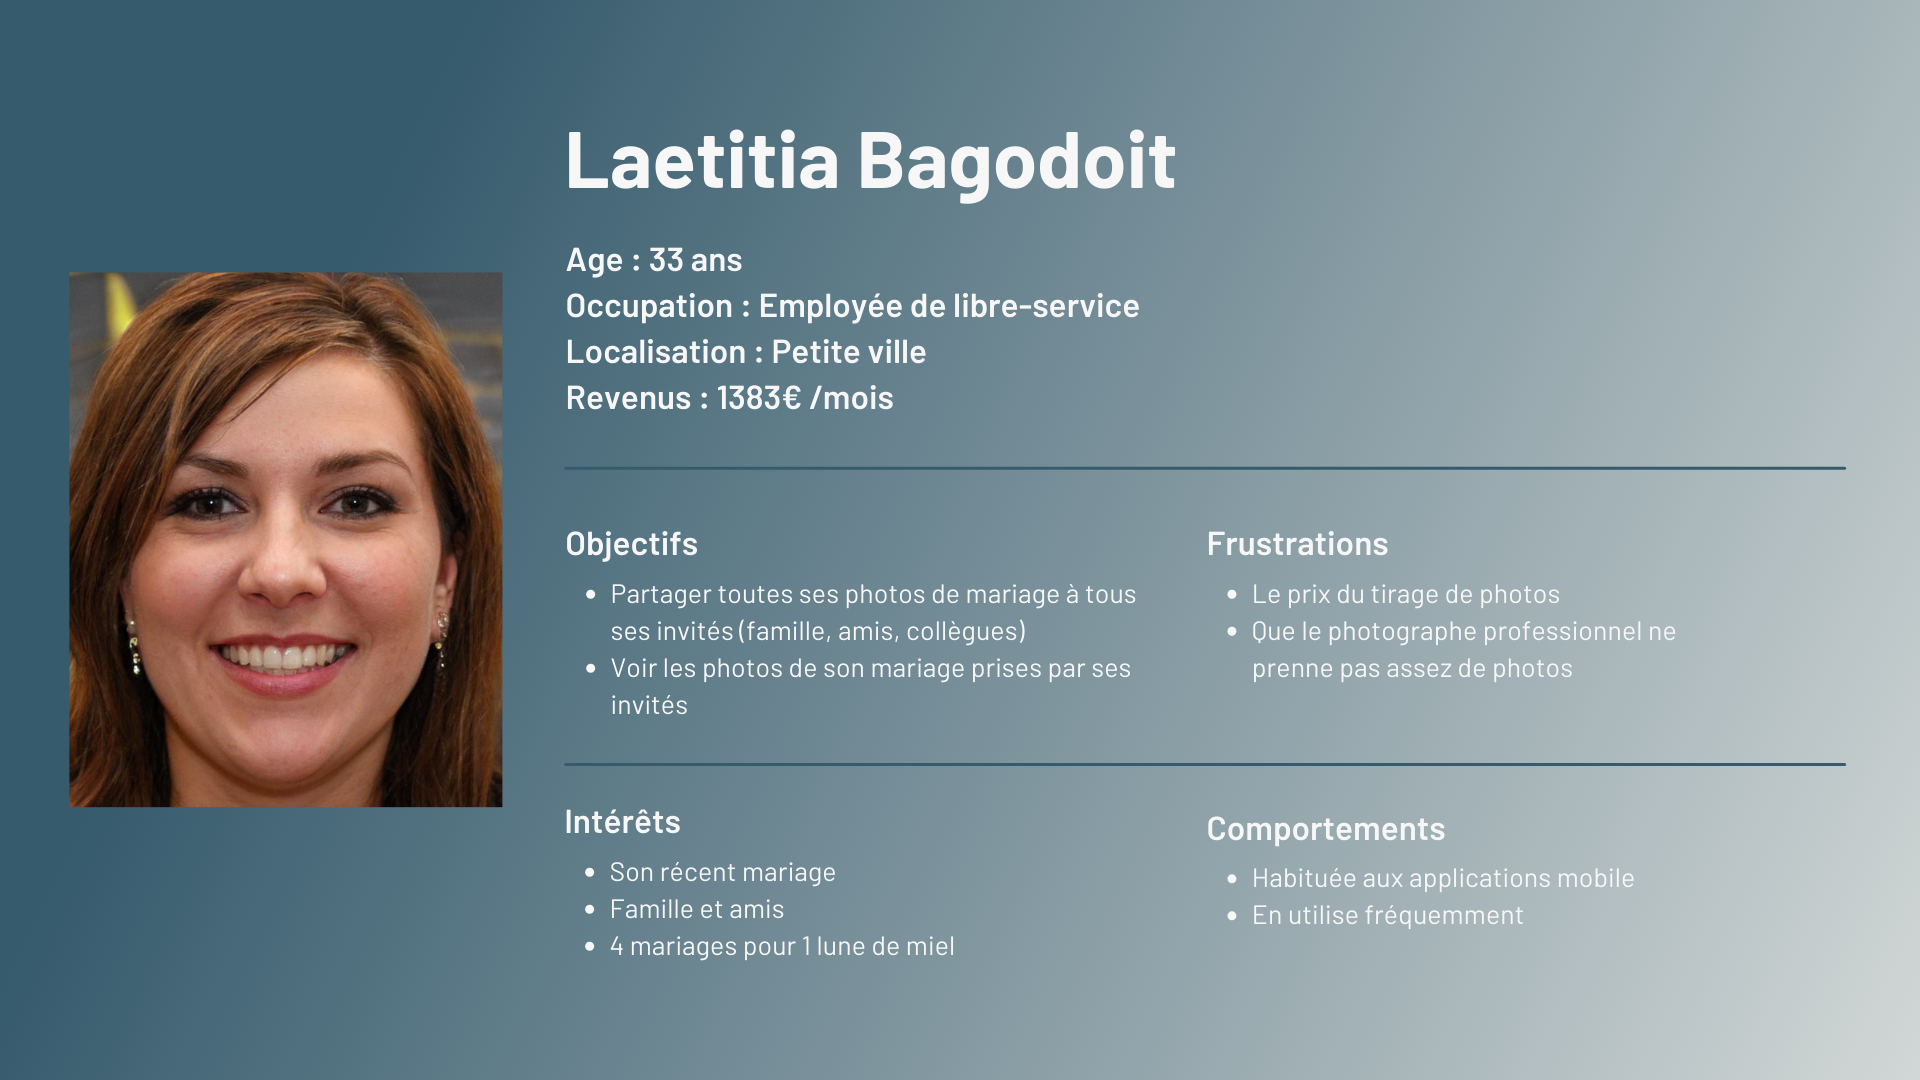 Laetitia Bagodoit
Age : 33 ans
Occupation : Employée de libre-service
Localisation : Petite ville
Revenus : 1383€ /mois
Objectifs
Partager toutes ses photos de mariage à tous
ses invités (famille, amis, collègues)
Voir les photos de son mariage prises par ses
invités
Frustrations
Le prix du tirage de photos
Que le photographe professionnel ne
prenne pas assez de photos
Intérêts
Son récent mariage
Famille et amis
4 mariages pour 1 lune de miel
Comportements
Habituée aux applications mobile
En utilise fréquemment